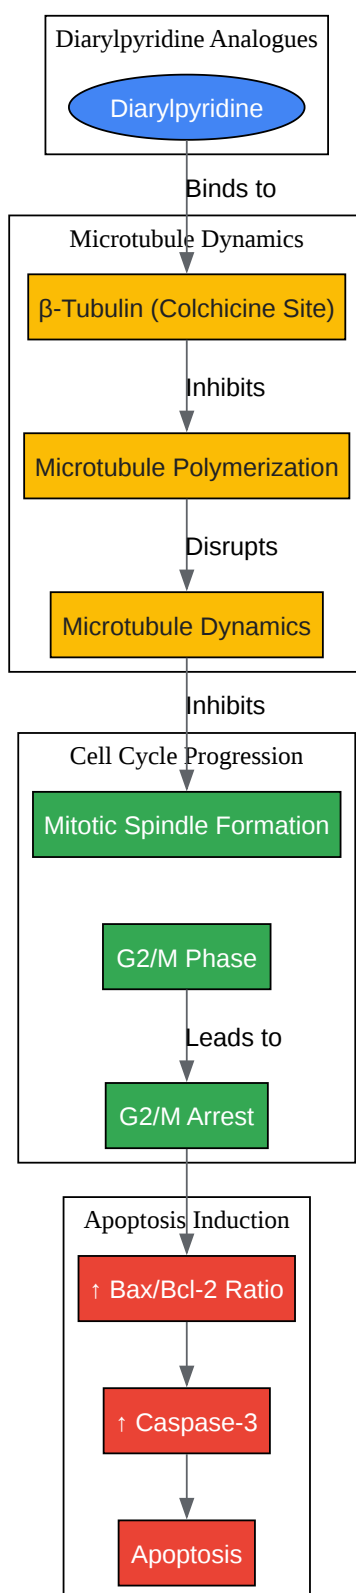 Diarylpyridine Analogues
Diarylpyridine
Binds to
Microtubule Dynamics
β-Tubulin (Colchicine Site)
Inhibits
Microtubule Polymerization
Disrupts
Microtubule Dynamics
Inhibits
Cell Cycle Progression
Mitotic Spindle Formation
G2/M Phase
Leads to
G2/M Arrest
Apoptosis Induction
↑ Bax/Bcl-2 Ratio
↑ Caspase-3
Apoptosis